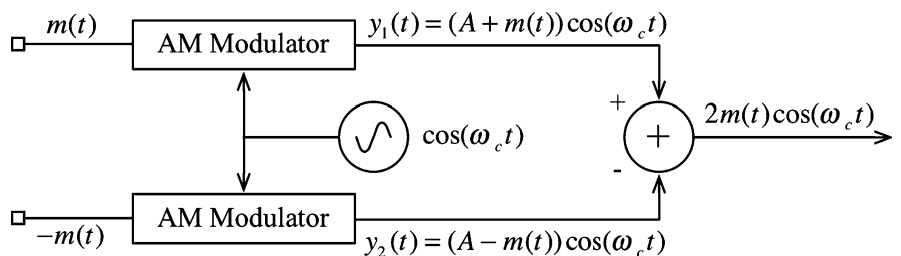 m(t)
AM Modulator
y₁(t) = (A + m(t)) cos(ω_c t)
+
cos(ω_c t)
+
2m(t) cos(ω_c t)
-
AM Modulator
−m(t)
y₂(t) = (A − m(t)) cos(ω_c t)